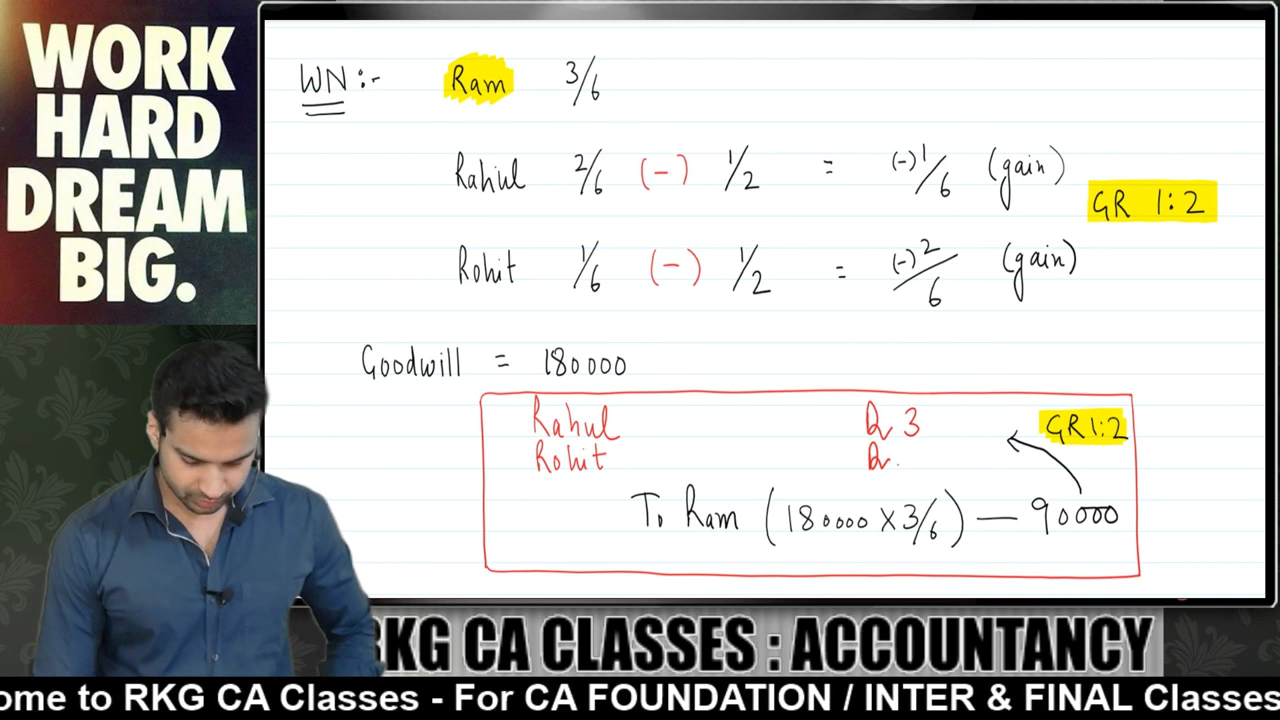 WORK
HARD
DREAM
BIG.
WN :-
Ram 3/6
Rahul 2/6 (-) 1/2 = (-) 1/6 (gain)
GR 1:2
Rohit 1/6 (-) 1/2 = (-) 2/6 (gain)
Goodwill = 180000
Rahul Dr 3
GR 1:2
Rohit Dr.
To Ram (180000 X 3/6) — 90000
RKG CA CLASSES : ACCOUNTANCY
ome to RKG CA Classes - For CA FOUNDATION / INTER & FINAL Classes